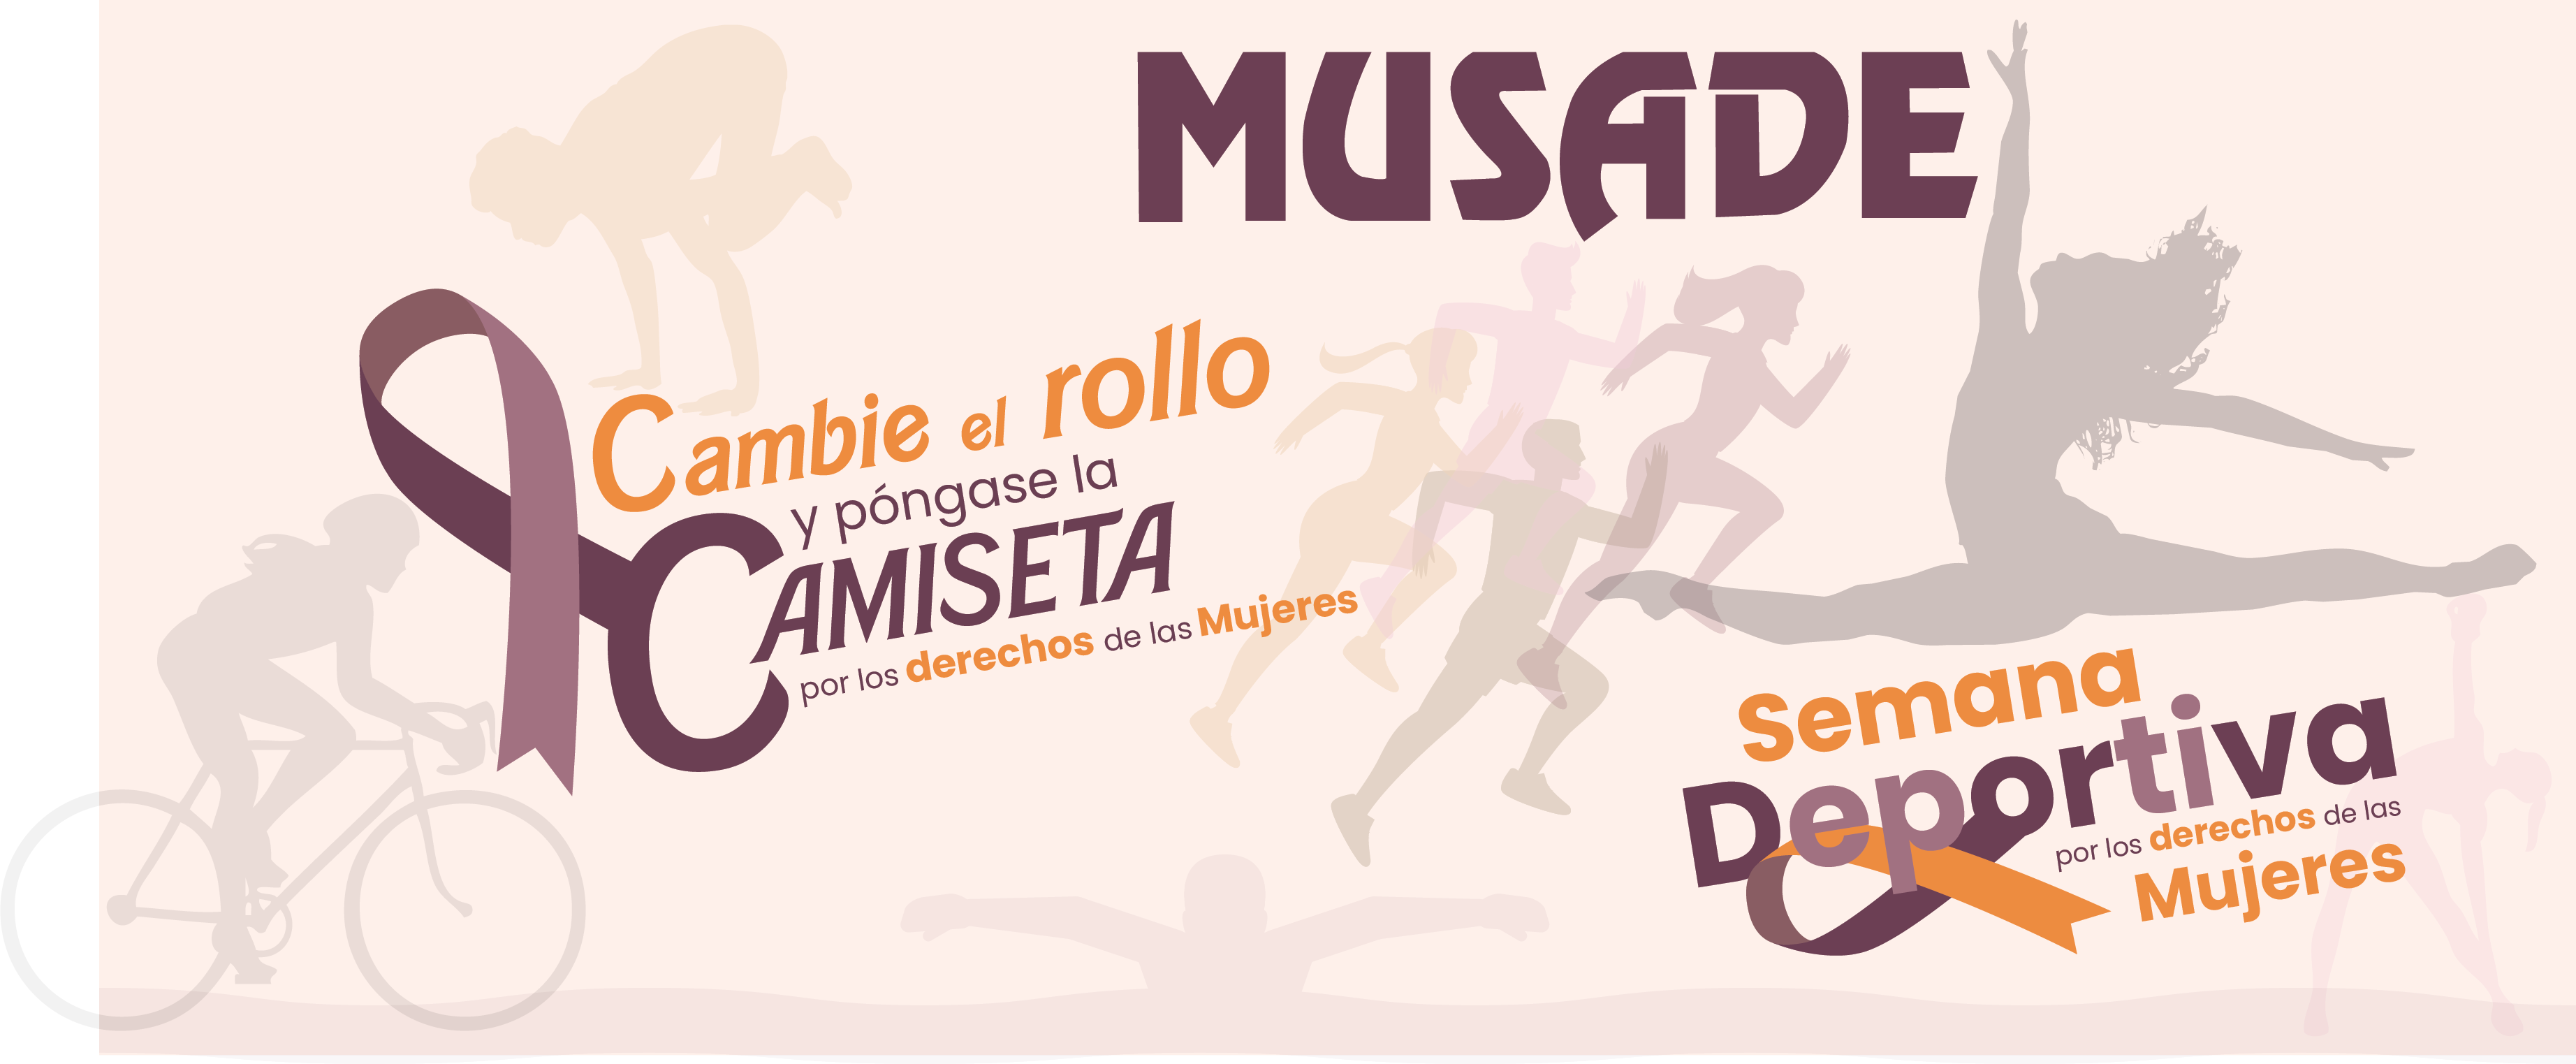 MUSADE
Cambie el rollo
y póngase la
CAMISETA
por los derechos de las Mujeres
Semana
Deportiva
por los derechos de las
Mujeres